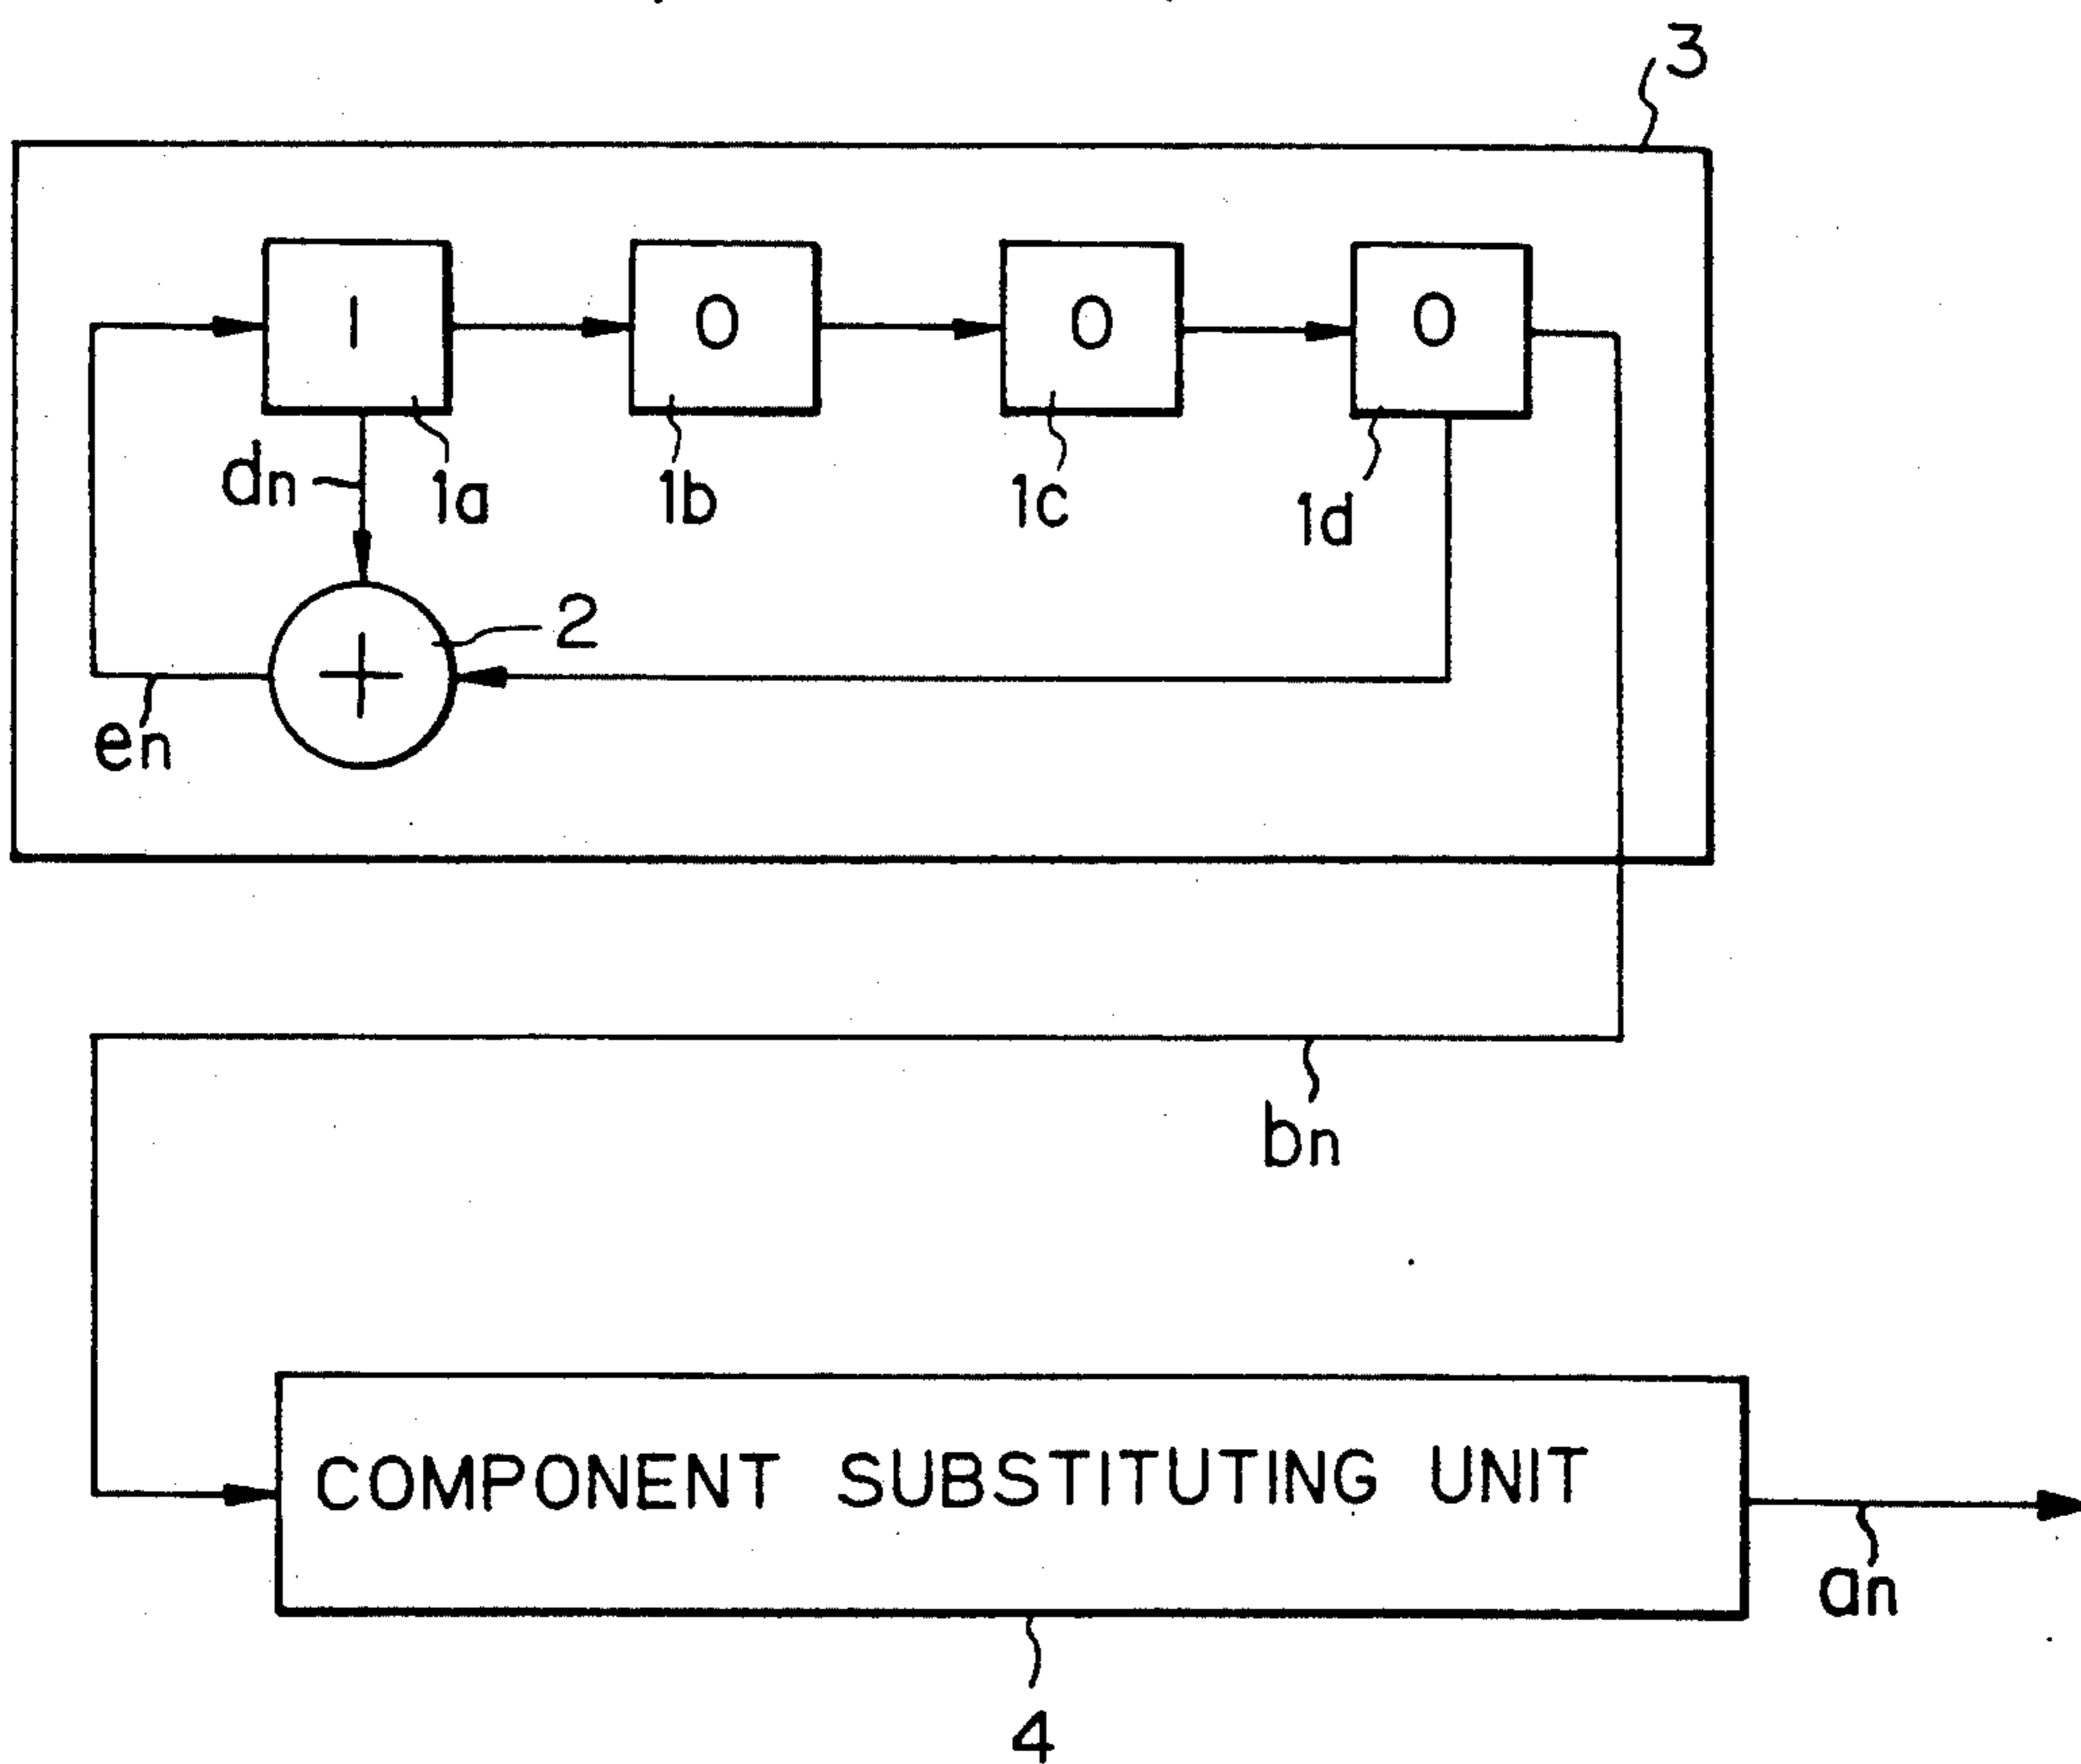 3
1 0 0 0
dn 1a 1b 1c 1d
2
en
bn
COMPONENT SUBSTITUTING UNIT
an
4